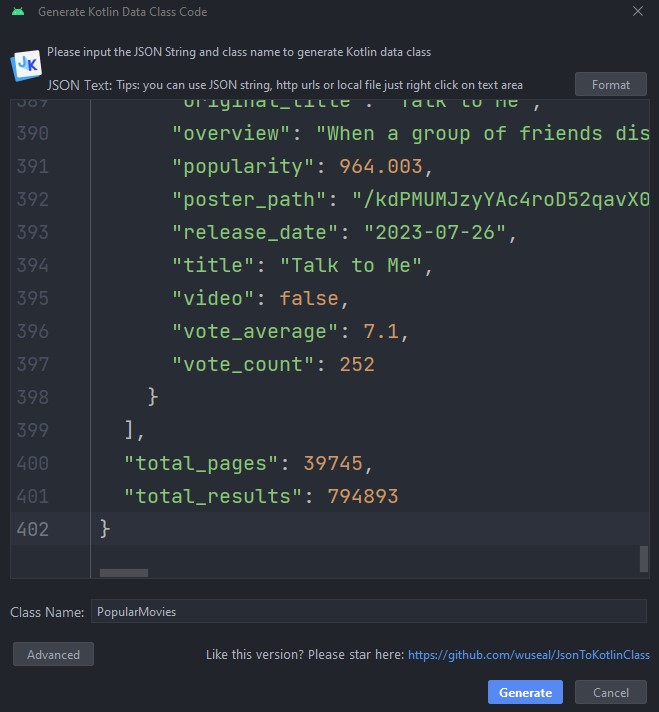 Generate Kotlin Data Class Code
Please input the JSON String and class name to generate Kotlin data class
JSON Text: Tips: you can use JSON string, http urls or local file just right click on text area
Format
389 "original_title": "Talk to Me",
390 "overview": "When a group of friends dis
391 "popularity": 964.003,
392 "poster_path": "/kdPMUMJzyYAc4roD52qavX0
393 "release_date": "2023-07-26",
394 "title": "Talk to Me",
395 "video": false,
396 "vote_average": 7.1,
397 "vote_count": 252
398 }
399 ],
400 "total_pages": 39745,
401 "total_results": 794893
402 }
Class Name: PopularMovies
Advanced
Like this version? Please star here: https://github.com/wuseal/JsonToKotlinClass
Generate
Cancel